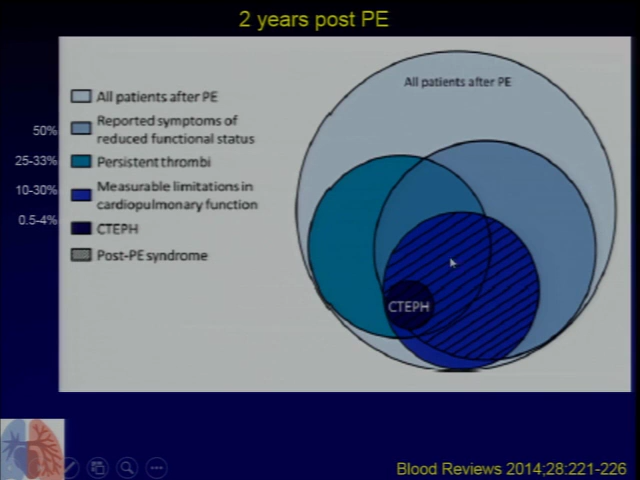 2 years post PE
All patients after PE
Reported symptoms of
reduced functional status
Persistent thrombi
Measurable limitations in
cardiopulmonary function
CTEPH
Post-PE syndrome
50%
25-33%
10-30%
0.5-4%
All patients after PE
CTEPH
Blood Reviews 2014;28:221-226